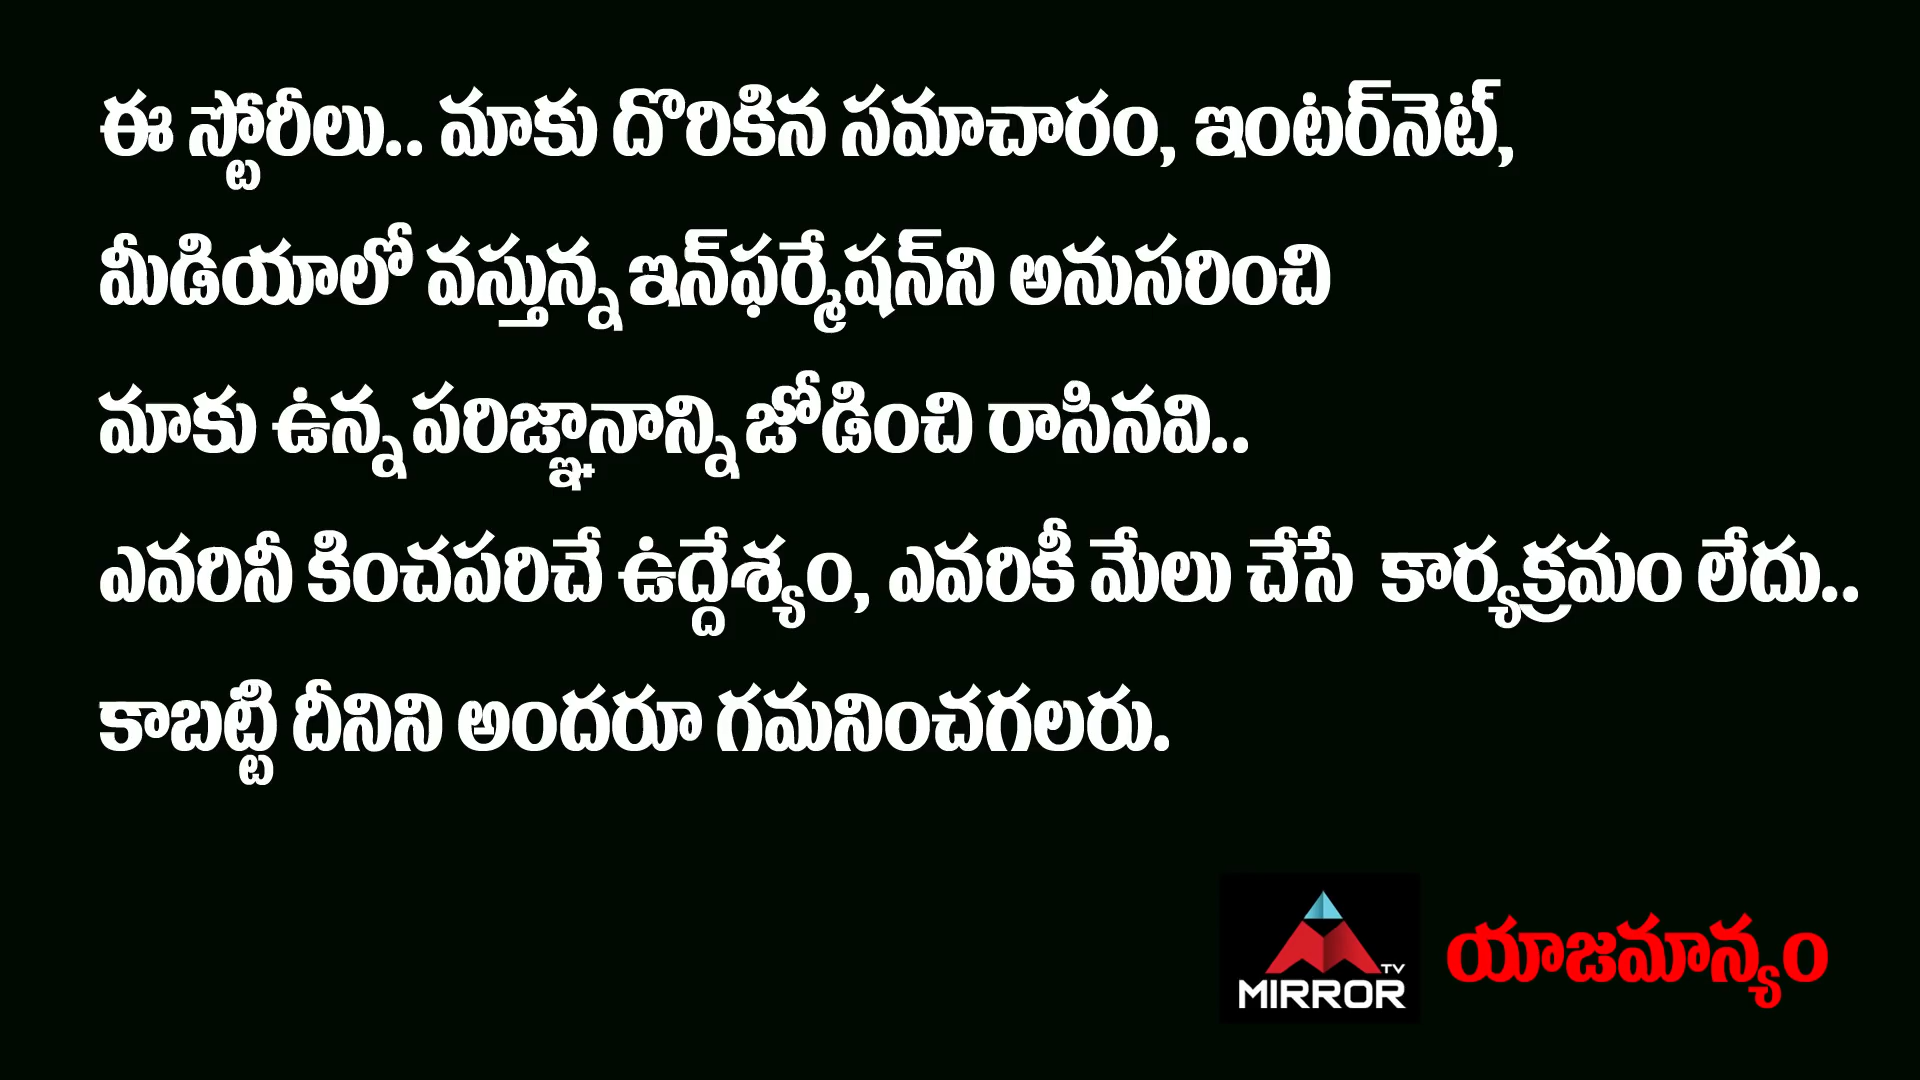 ఈ స్టోరీలు.. మాకు దొరికిన సమాచారం, ఇంటర్‌నెట్,
మీడియాలో వస్తున్న ఇన్‌ఫర్మేషన్‌ని అనుసరించి
మాకు ఉన్న పరిజ్ఞానాన్ని జోడించి రాసినవి..
ఎవరినీ కించపరిచే ఉద్దేశ్యం, ఎవరికీ మేలు చేసే కార్యక్రమం లేదు..
కాబట్టి దీనిని అందరూ గమనించగలరు.
TV
MIRROR
యాజమాన్యం